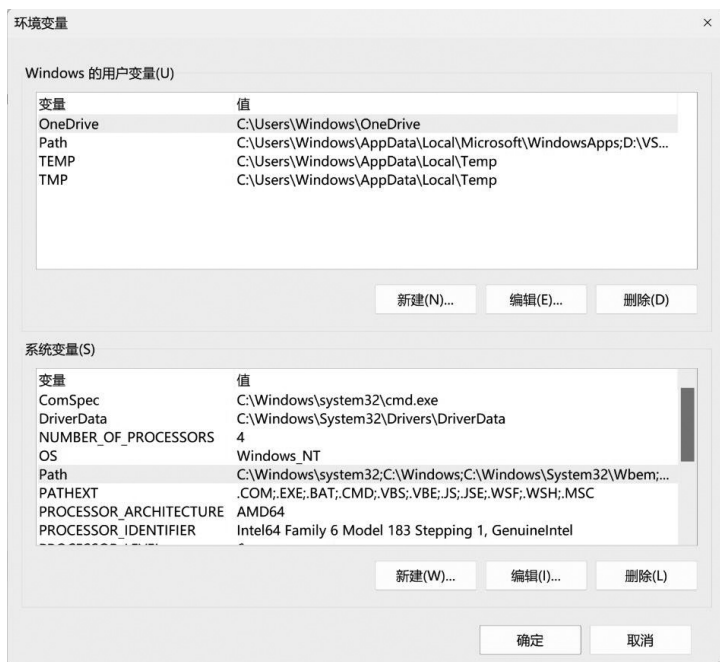 环境变量
Windows 的用户变量(U)
变量 值
OneDrive C:\Users\Windows\OneDrive
Path C:\Users\Windows\AppData\Local\Microsoft\WindowsApps;D:\VS...
TEMP C:\Users\Windows\AppData\Local\Temp
TMP C:\Users\Windows\AppData\Local\Temp
新建(N)... 编辑(E)... 删除(D)
系统变量(S)
变量 值
ComSpec C:\Windows\system32\cmd.exe
DriverData C:\Windows\System32\Drivers\DriverData
NUMBER_OF_PROCESSORS 4
OS Windows_NT
Path C:\Windows\system32;C:\Windows;C:\Windows\System32\Wbem;...
PATHEXT .COM;.EXE;.BAT;.CMD;.VBS;.VBE;.JS;.JSE;.WSF;.WSH;.MSC
PROCESSOR_ARCHITECTURE AMD64
PROCESSOR_IDENTIFIER Intel64 Family 6 Model 183 Stepping 1, GenuineIntel
新建(W)... 编辑(I)... 删除(L)
确定 取消